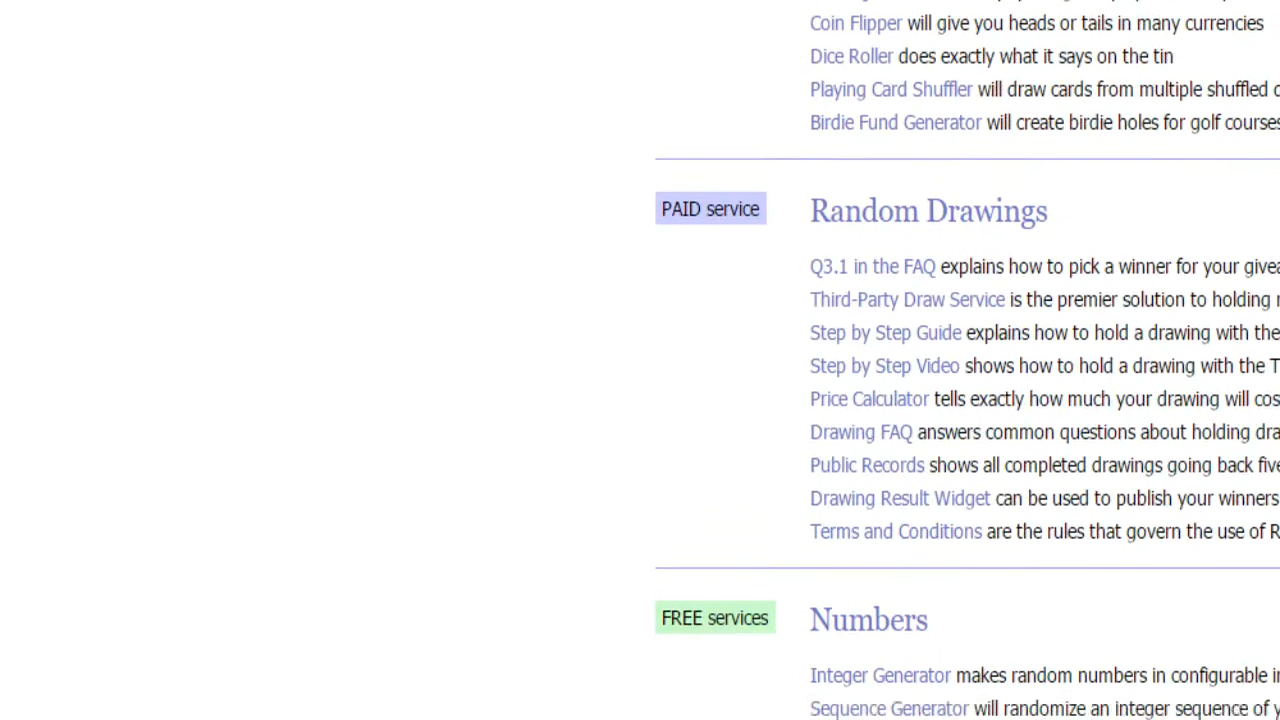 Coin Flipper will give you heads or tails in many currencies
Dice Roller does exactly what it says on the tin
Playing Card Shuffler will draw cards from multiple shuffled
Birdie Fund Generator will create birdie holes for golf courses
PAID service
Random Drawings
Q3.1 in the FAQ explains how to pick a winner for your
Third-Party Draw Service is the premier solution to holding
Step by Step Guide explains how to hold a drawing with the
Step by Step Video shows how to hold a drawing with the T
Price Calculator tells exactly how much your drawing will
Drawing FAQ answers common questions about holding
Public Records shows all completed drawings going back
Drawing Result Widget can be used to publish your winners
Terms and Conditions are the rules that govern the use of R
FREE services
Numbers
Integer Generator makes random numbers in configurable
Sequence Generator will randomize an integer sequence of